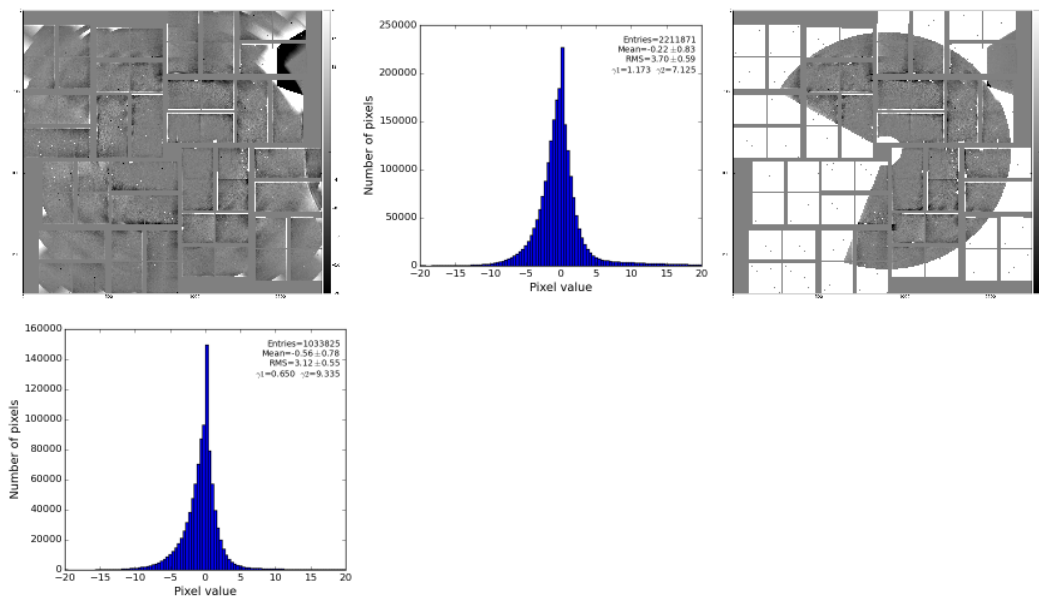 250000
200000
150000
100000
50000
0
Number of pixels
Entries=2211871
Mean=-0.22±0.83
RMS=3.70±0.59
γ1=1.173 γ2=7.125
−20 −15 −10 −5 0 5 10 15 20
Pixel value
160000
140000
120000
100000
80000
60000
40000
20000
0
Number of pixels
Entries=1033825
Mean=-0.56±0.78
RMS=3.12±0.55
γ1=0.650 γ2=9.335
−20 −15 −10 −5 0 5 10 15 20
Pixel value